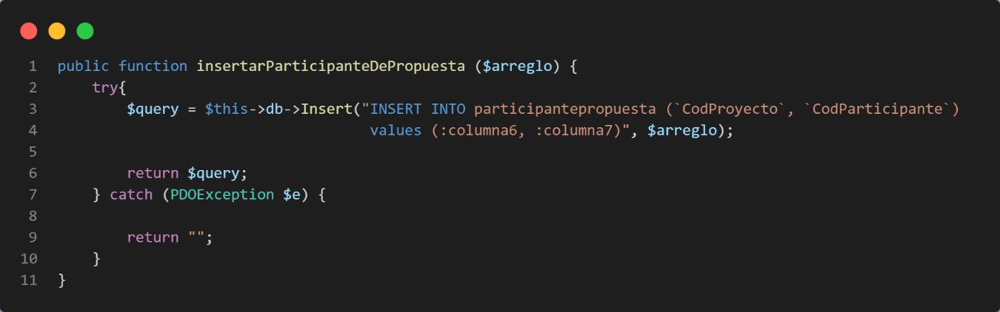 1 public function insertarParticipanteDePropuesta ($arreglo) {
2 try{
3 $query = $this->db->Insert("INSERT INTO participantepropuesta (`CodProyecto`, `CodParticipante`)
4 values (:columna6, :columna7)", $arreglo);
5
6 return $query;
7 } catch (PDOException $e) {
8
9 return "";
10 }
11 }